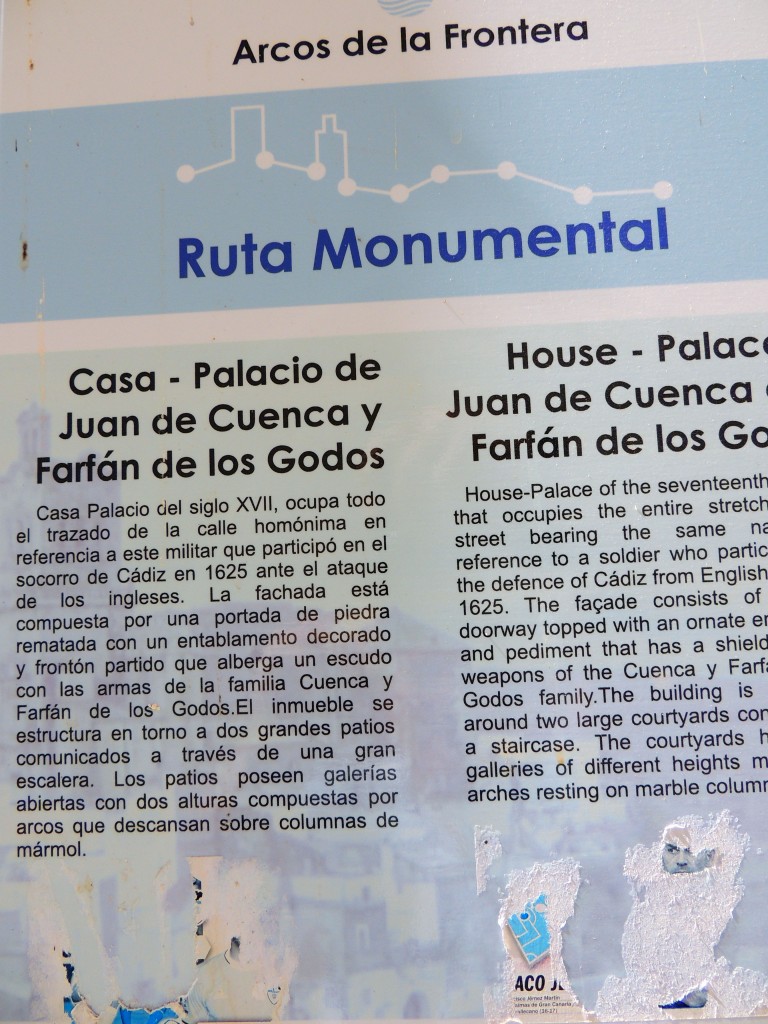 Arcos de la Frontera
Ruta Monumental
Casa - Palacio de
Juan de Cuenca y
Farfán de los Godos
Casa Palacio del siglo XVII, ocupa todo
el trazado de la calle homónima en
referencia a este militar que participó en el
socorro de Cádiz en 1625 ante el ataque
de los ingleses. La fachada está
compuesta por una portada de piedra
rematada con un entablamento decorado
y frontón partido que alberga un escudo
con las armas de la familia Cuenca y
Farfán de los Godos.El inmueble se
estructura en torno a dos grandes patios
comunicados a través de una gran
escalera. Los patios poseen galerías
abiertas con dos alturas compuestas por
arcos que descansan sobre columnas de
mármol.
House - Palace
Juan de Cuenca
Farfán de los Go
House-Palace of the seventeenth
that occupies the entire stretch
street bearing the same na
reference to a soldier who partic
the defence of Cádiz from English
1625. The façade consists of
doorway topped with an ornate en
and pediment that has a shield
weapons of the Cuenca y Farfa
Godos family.The building is
around two large courtyards con
a staircase. The courtyards h
galleries of different heights m
arches resting on marble column
ACO